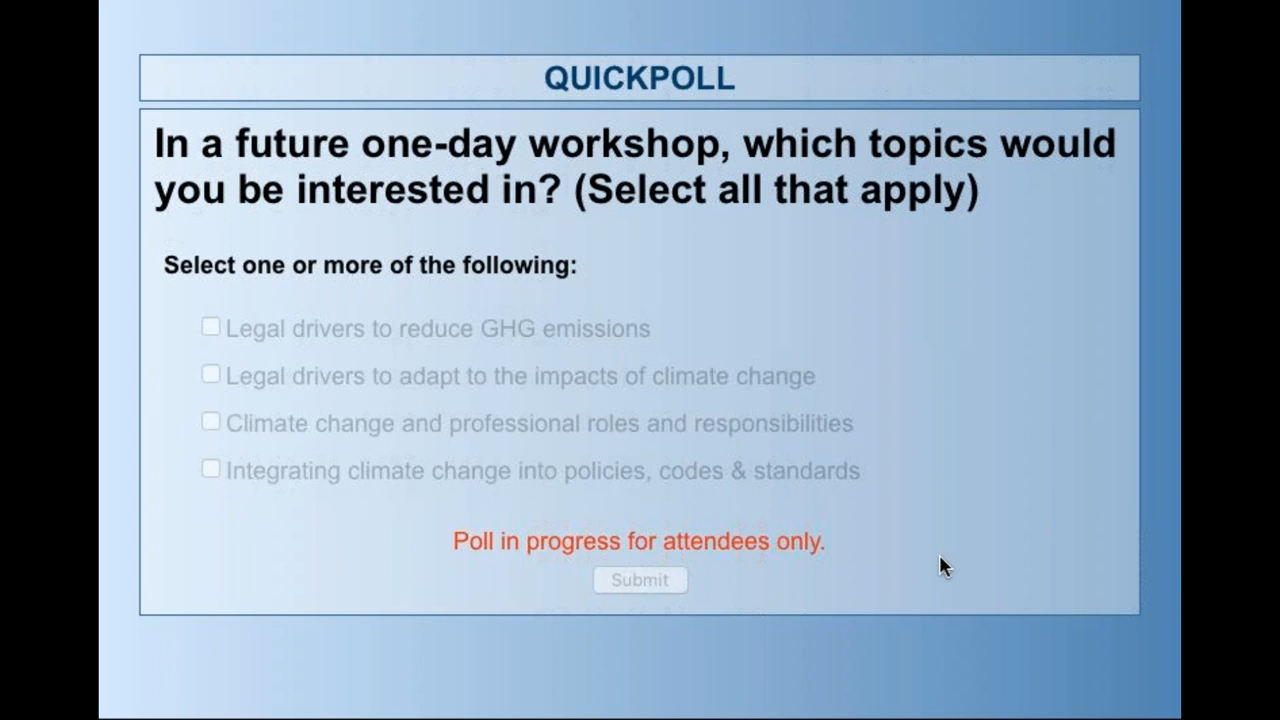 QUICKPOLL
In a future one-day workshop, which topics would
you be interested in? (Select all that apply)
Select one or more of the following:
Legal drivers to reduce GHG emissions
Legal drivers to adapt to the impacts of climate change
Climate change and professional roles and responsibilities
Integrating climate change into policies, codes & standards
Poll in progress for attendees only.
Submit